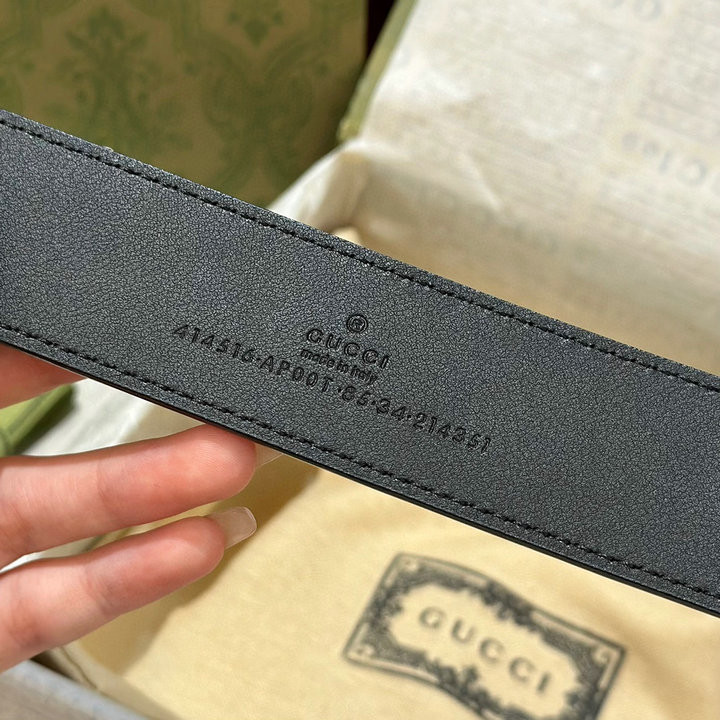 ®
GUCCI
made in italy
414516·AP00T·85·34·214351
GUCCI